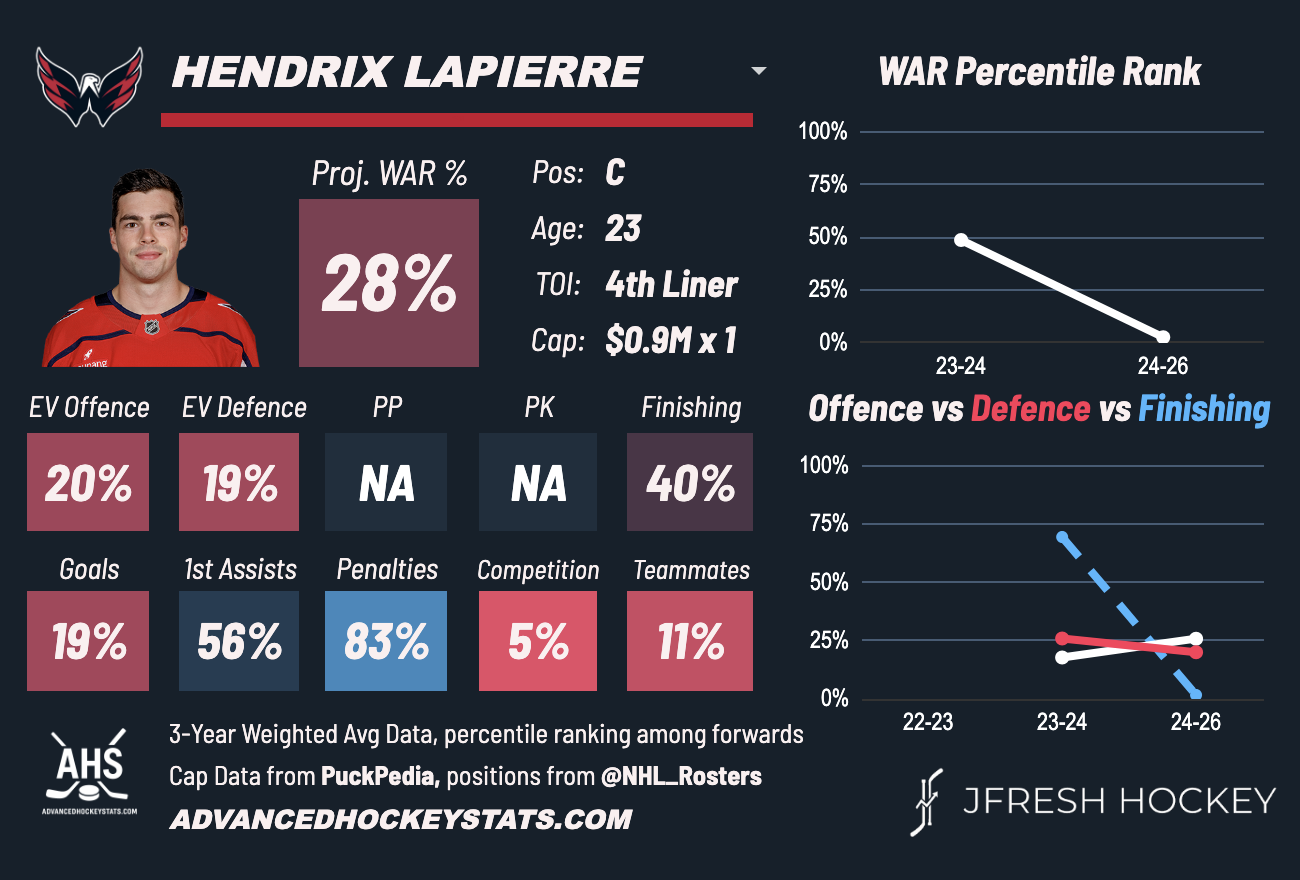 HENDRIX LAPIERRE
Proj. WAR %
28%
Pos: C
Age: 23
TOI: 4th Liner
Cap: $0.9M x 1
EV Offence EV Defence PP PK Finishing
20% 19% NA NA 40%
Goals 1st Assists Penalties Competition Teammates
19% 56% 83% 5% 11%
WAR Percentile Rank
100%
75%
50%
25%
0%
23-24 24-26
Offence vs Defence vs Finishing
100%
75%
50%
25%
0%
22-23 23-24 24-26
AHS
ADVANCEDHOCKEYSTATS.COM
3-Year Weighted Avg Data, percentile ranking among forwards
Cap Data from PuckPedia, positions from @NHL_Rosters
ADVANCEDHOCKEYSTATS.COM
JFRESH HOCKEY